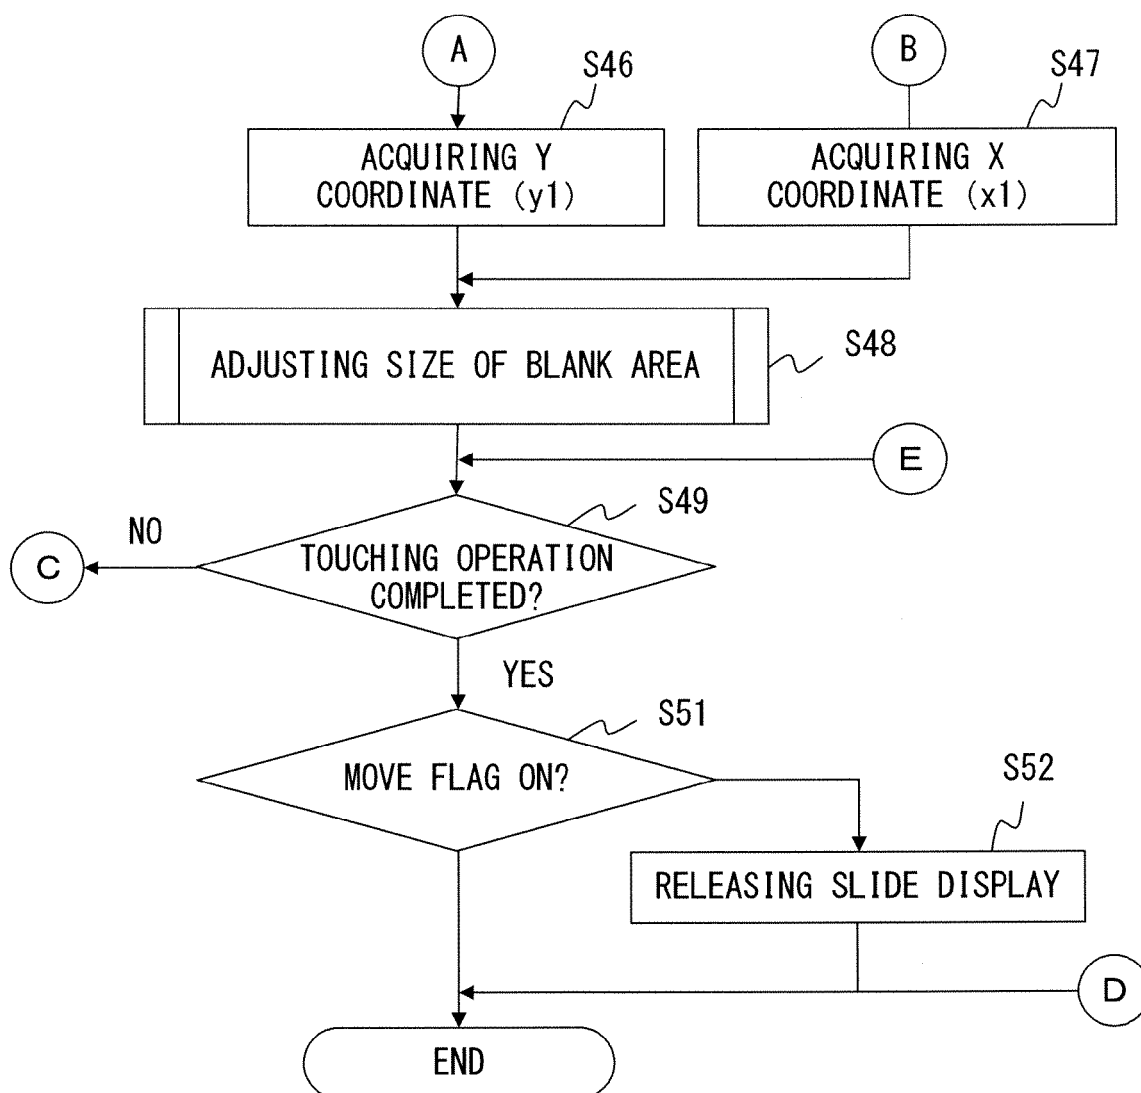 A
B
S46
S47
ACQUIRING Y
COORDINATE (y1)
ACQUIRING X
COORDINATE (x1)
ADJUSTING SIZE OF BLANK AREA
S48
E
S49
NO
C
TOUCHING OPERATION
COMPLETED?
YES
S51
MOVE FLAG ON?
S52
RELEASING SLIDE DISPLAY
D
END